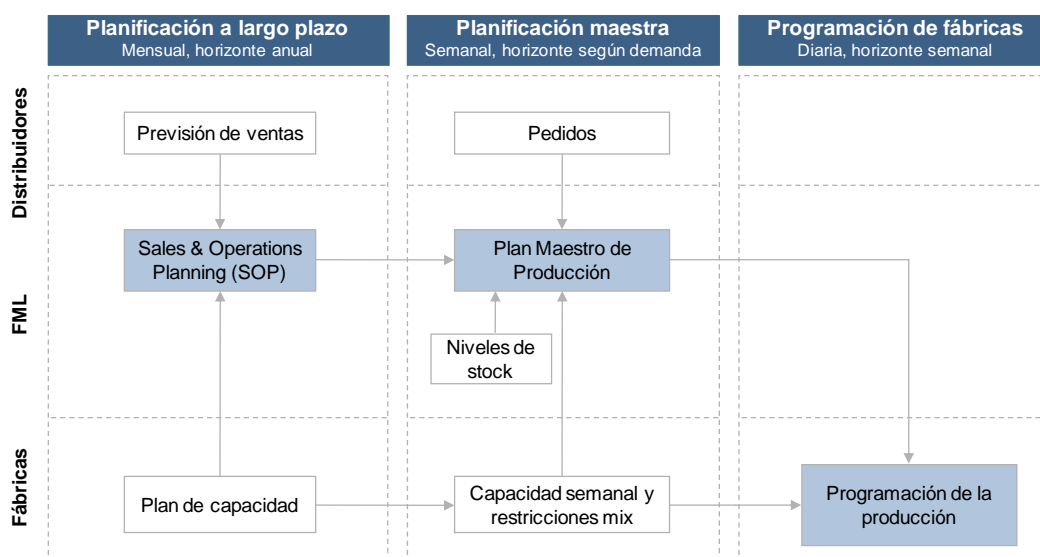 Planificación a largo plazo
Mensual, horizonte anual
Planificación maestra
Semanal, horizonte según demanda
Programación de fábricas
Diaria, horizonte semanal
Distribuidores
Previsión de ventas
Pedidos
FML
Sales & Operations
Planning (SOP)
Plan Maestro de
Producción
Niveles de
stock
Fábricas
Plan de capacidad
Capacidad semanal y
restricciones mix
Programación de la
producción